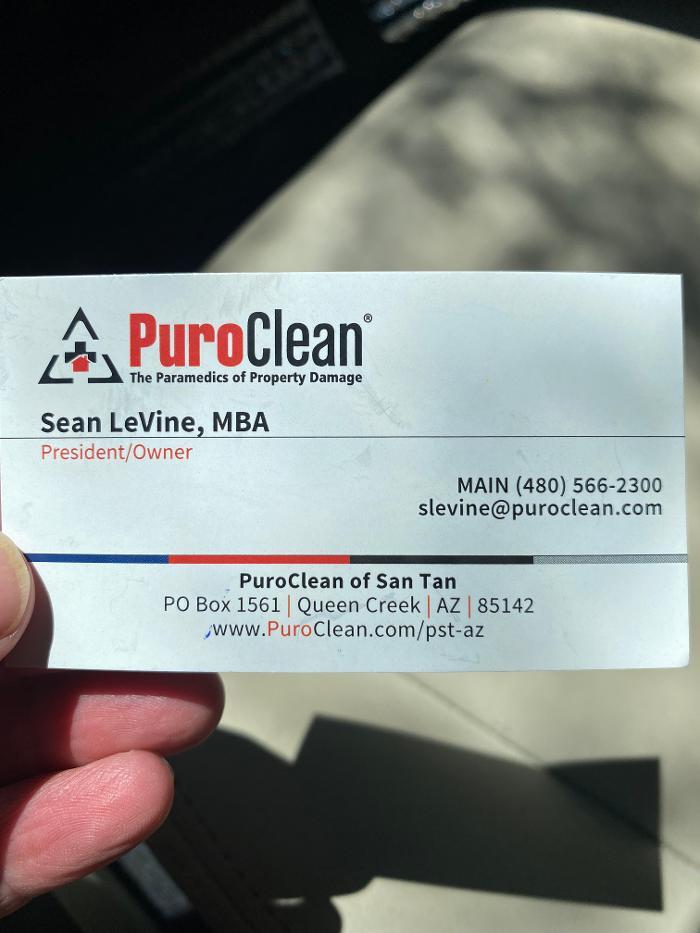 PuroClean®
The Paramedics of Property Damage
Sean LeVine, MBA
President/Owner
MAIN (480) 566-2300
slevine@puroclean.com
PuroClean of San Tan
PO Box 1561 | Queen Creek | AZ | 85142
www.PuroClean.com/pst-az